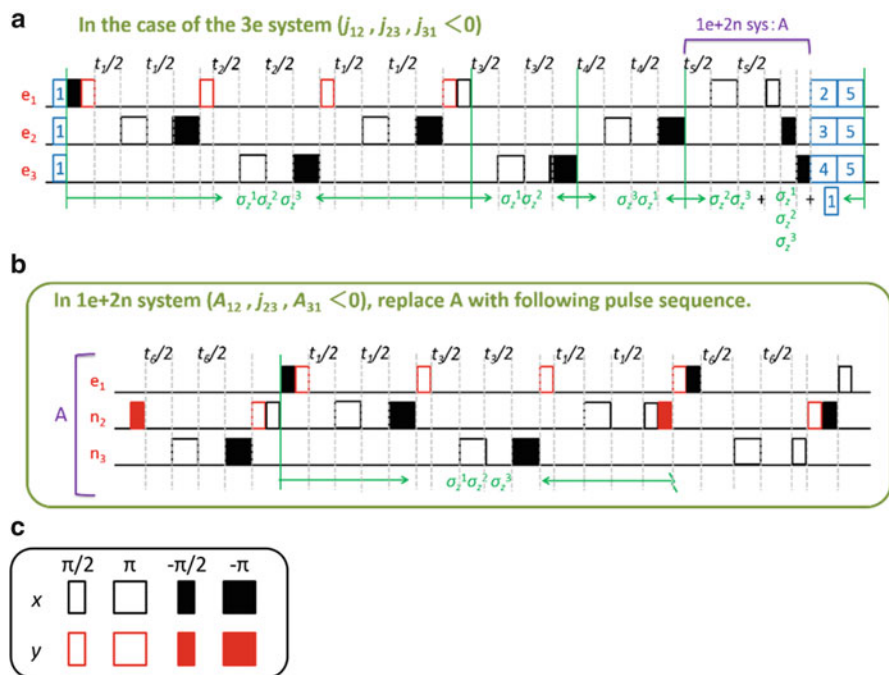 a
In the case of the 3e system (j12 , j23, j31 <0)
1e+2n sys:A
t1/2 t1/2 t2/2 t2/2 t1/2 t1/2 t3/2 t3/2 t4/2 t4/2 t5/2 t5/2
e1 1 2 5
e2 1 3 5
e3 1 4 5
σz¹σz² σz³ σz¹σz² σz³σz¹ σz²σz³ + σz¹ + 1
σz²
σz³
b
In 1e+2n system (A12 , j23 , A31 <0), replace A with following pulse sequence.
t6/2 t6/2 t1/2 t1/2 t3/2 t3/2 t1/2 t1/2 t6/2 t6/2
e1
A n2
n3
σz¹σz² σz³
c
π/2 π -π/2 -π
x
y